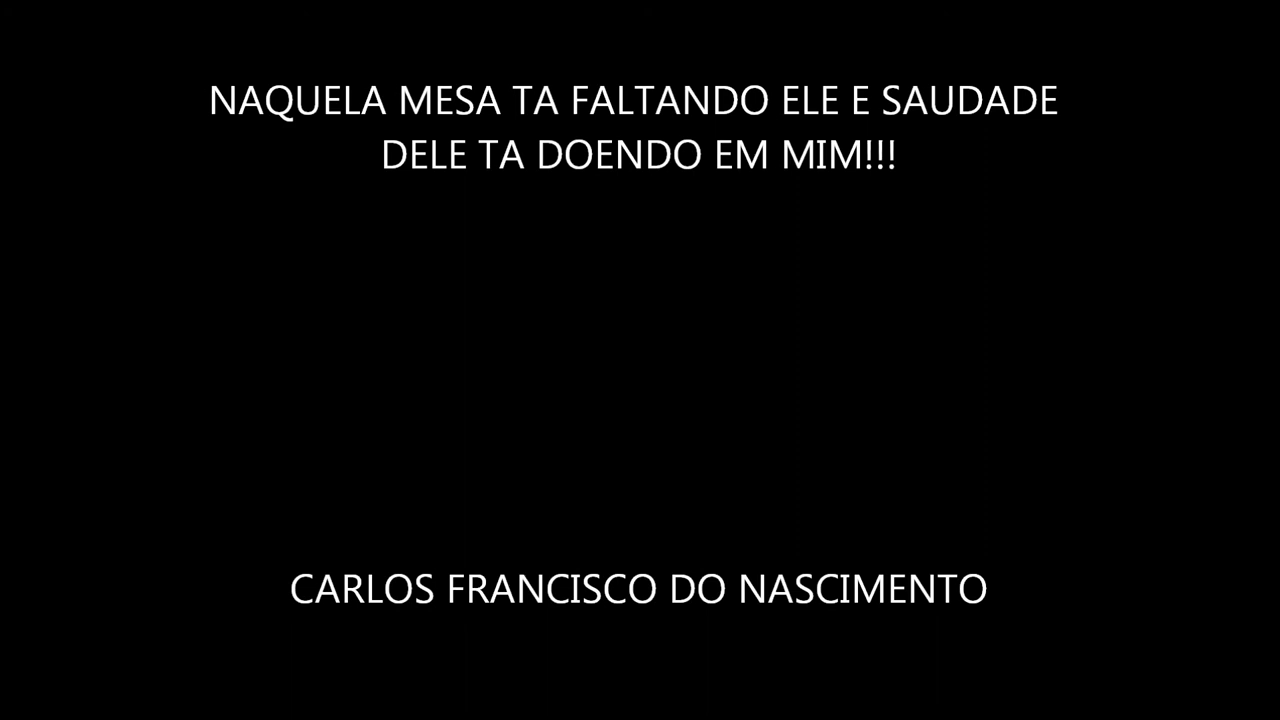 NAQUELA MESA TA FALTANDO ELE E SAUDADE
DELE TA DOENDO EM MIM!!!
CARLOS FRANCISCO DO NASCIMENTO